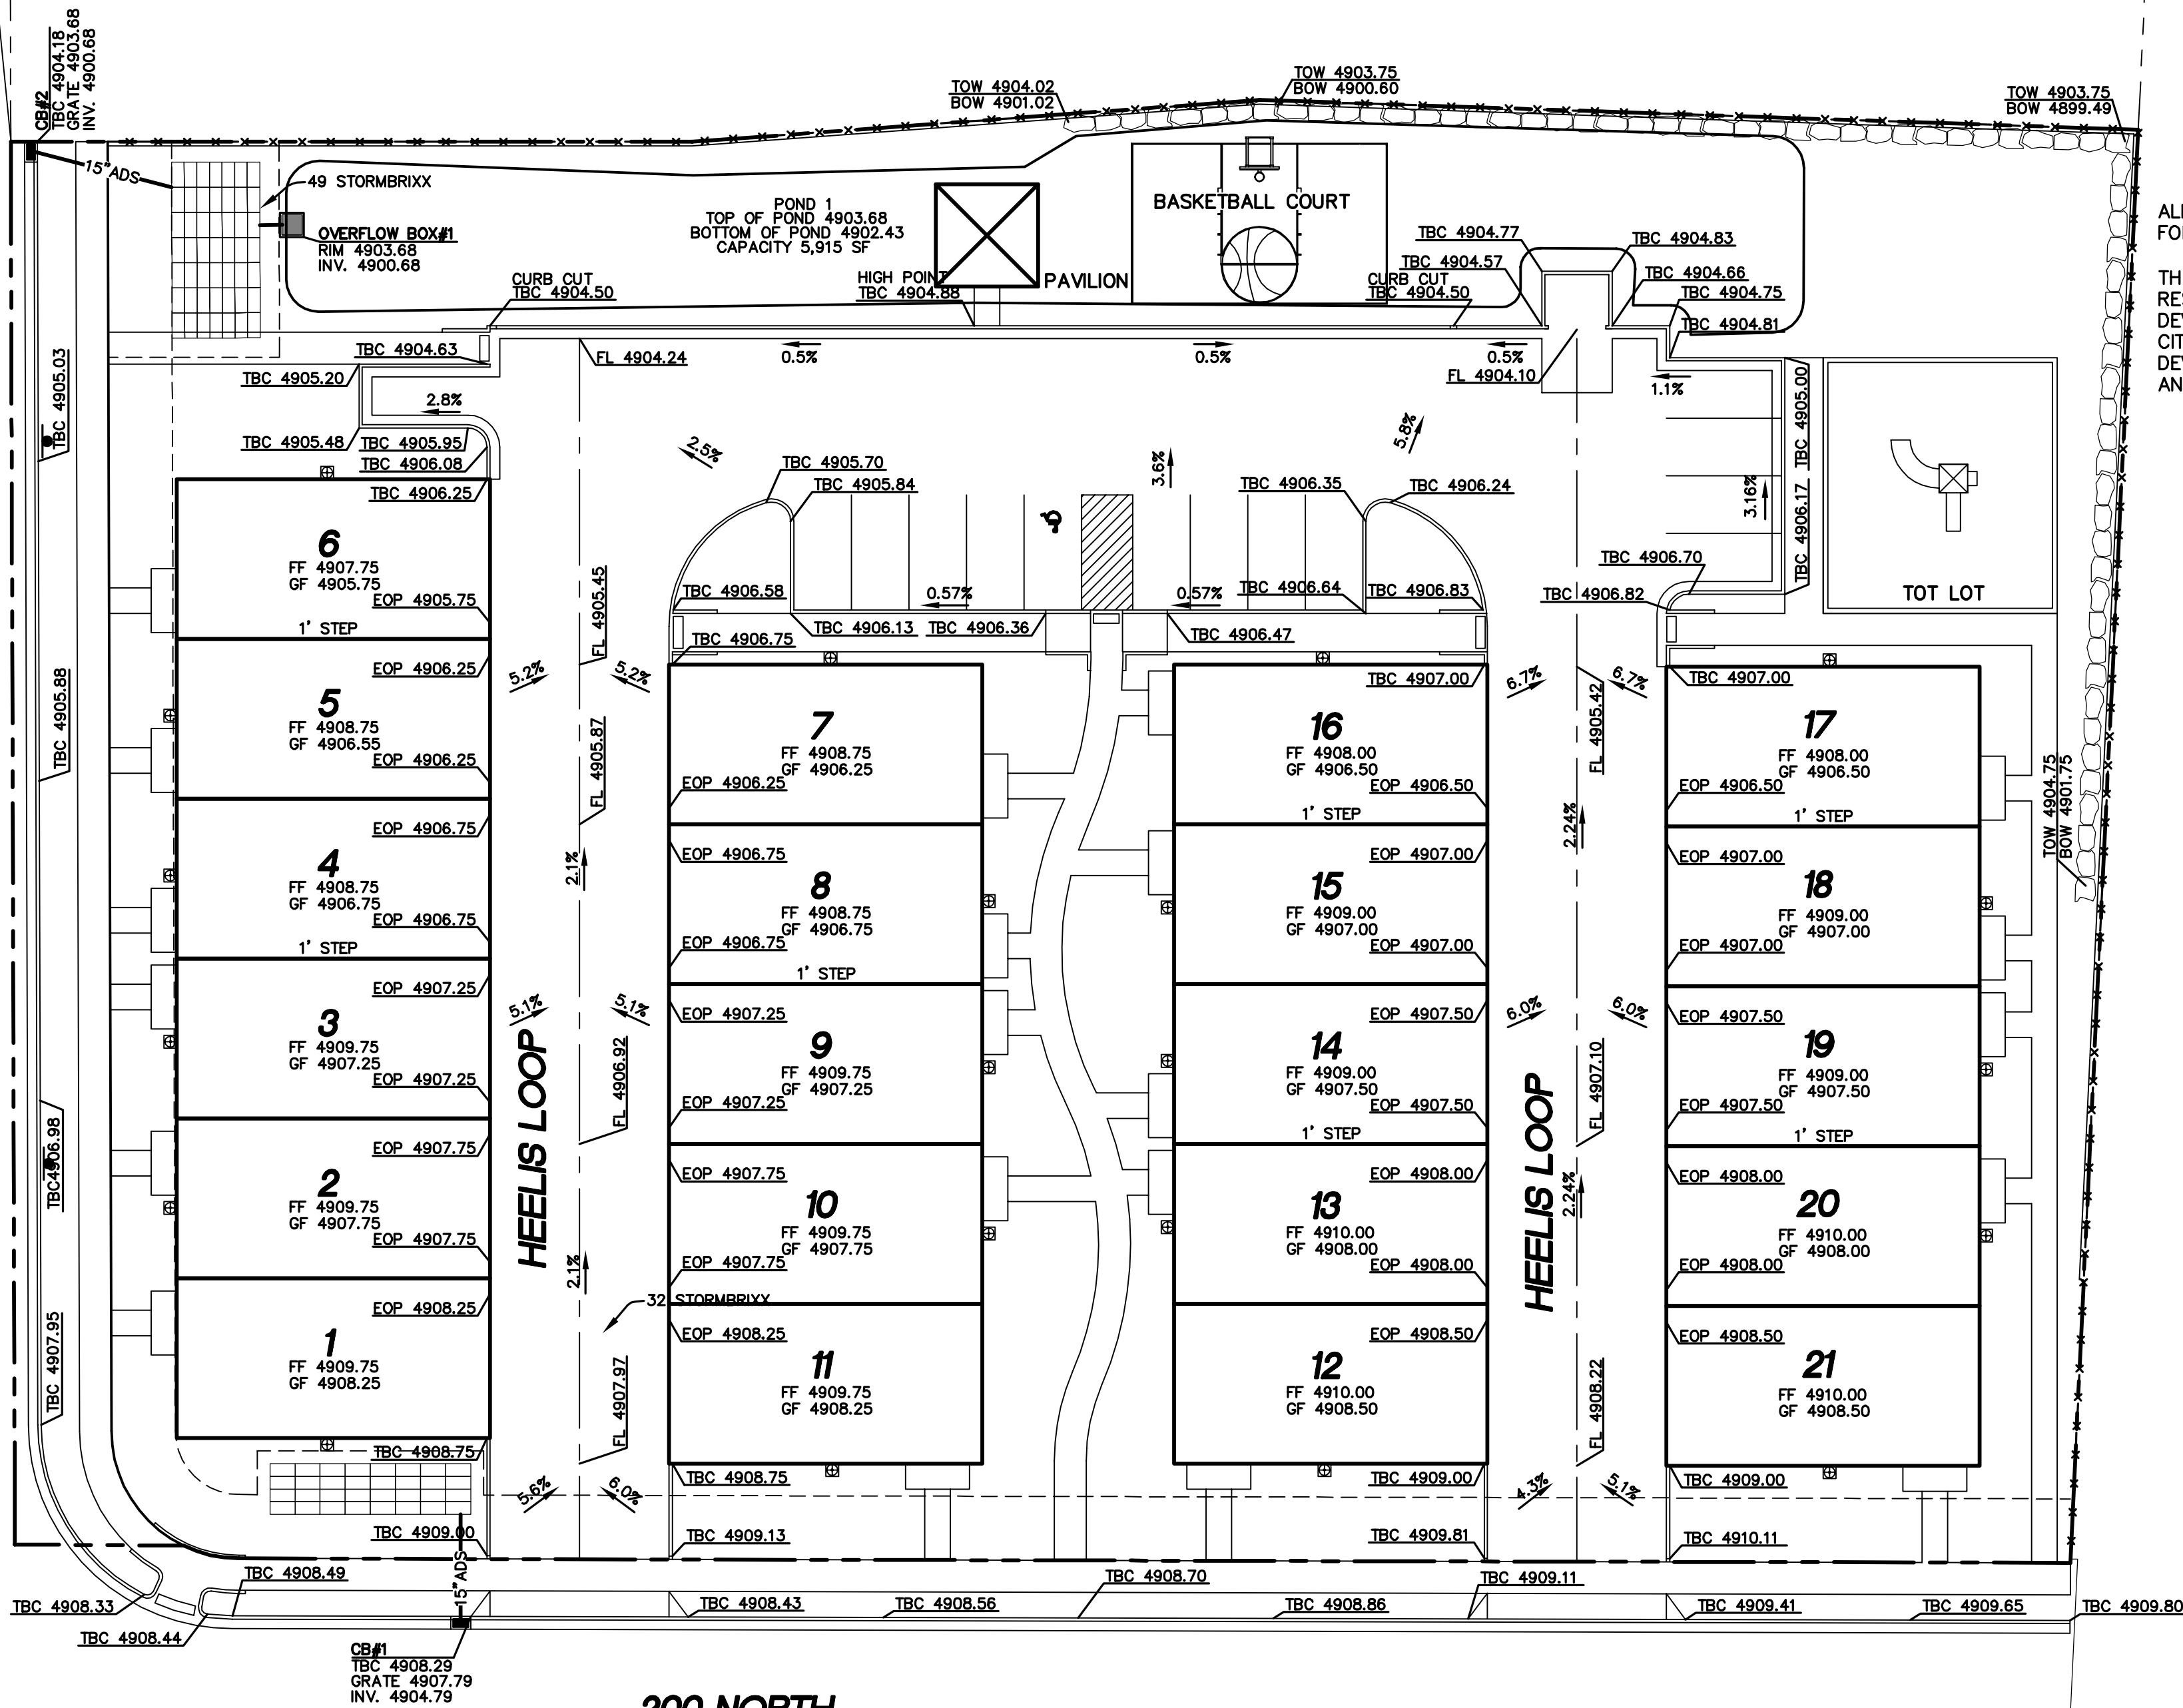 CB#2
TBC 4904.18
GRATE 4903.68
INV. 4900.68
TOW 4904.02
BOW 4901.02
TOW 4903.75
BOW 4900.60
TOW 4903.75
BOW 4899.49
15"ADS
49 STORMBRIXX
OVERFLOW BOX#1
RIM 4903.68
INV. 4900.68
POND 1
TOP OF POND 4903.68
BOTTOM OF POND 4902.43
CAPACITY 5,915 SF
BASKETBALL COURT
PAVILION
CURB CUT
TBC 4904.50
HIGH POINT
TBC 4904.88
CURB CUT
TBC 4904.50
TBC 4904.77
TBC 4904.57
TBC 4904.83
TBC 4904.66
TBC 4904.75
TBC 4904.81
TBC 4905.03
TBC 4904.63
TBC 4905.20
FL 4904.24
0.5%
0.5%
0.5%
FL 4904.10
1.1%
TBC 4905.00
2.8%
TBC 4905.48
TBC 4905.95
TBC 4906.08
TBC 4906.25
2.5%
TBC 4905.70
TBC 4905.84
3.6%
5.8%
TBC 4906.35
TBC 4906.24
3.16%
TBC 4906.17
TBC 4906.70
TBC 4906.82
TOT LOT
6
FF 4907.75
GF 4905.75
EOP 4905.75
1' STEP
FL 4905.45
TBC 4906.58
0.57%
0.57%
TBC 4906.64
TBC 4906.83
TBC 4906.75
TBC 4906.13
TBC 4906.36
TBC 4906.47
TBC 4905.88
EOP 4906.25
5
FF 4908.75
GF 4906.55
EOP 4906.25
5.2%
5.2%
FL 4905.87
7
FF 4908.75
GF 4906.25
EOP 4906.25
TBC 4907.00
16
FF 4908.00
GF 4906.50
EOP 4906.50
1' STEP
6.7%
6.7%
FL 4905.42
TBC 4907.00
17
FF 4908.00
GF 4906.50
EOP 4906.50
1' STEP
TOW 4904.75
BOW 4901.75
EOP 4906.75
4
FF 4908.75
GF 4906.75
EOP 4906.75
1' STEP
2.1%
EOP 4906.75
8
FF 4908.75
GF 4906.75
EOP 4906.75
1' STEP
EOP 4907.00
15
FF 4909.00
GF 4907.00
EOP 4907.00
2.24%
EOP 4907.00
18
FF 4909.00
GF 4907.00
EOP 4907.00
TBC4906.98
EOP 4907.25
3
FF 4909.75
GF 4907.25
EOP 4907.25
5.1%
5.1%
HEELIS LOOP
FL 4906.92
EOP 4907.25
9
FF 4909.75
GF 4907.25
EOP 4907.25
EOP 4907.50
14
FF 4909.00
GF 4907.50
EOP 4907.50
1' STEP
6.0%
6.0%
HEELIS LOOP
FL 4907.10
EOP 4907.50
19
FF 4909.00
GF 4907.50
EOP 4907.50
1' STEP
EOP 4907.75
2
FF 4909.75
GF 4907.75
EOP 4907.75
2.1%
EOP 4907.75
10
FF 4909.75
GF 4907.75
EOP 4907.75
32 STORMBRIXX
EOP 4908.00
13
FF 4910.00
GF 4908.00
EOP 4908.00
2.24%
EOP 4908.00
20
FF 4910.00
GF 4908.00
EOP 4908.00
TBC 4907.95
EOP 4908.25
1
FF 4909.75
GF 4908.25
TBC 4908.75
FL 4907.97
EOP 4908.25
11
FF 4909.75
GF 4908.25
TBC 4908.75
EOP 4908.50
12
FF 4910.00
GF 4908.50
TBC 4909.00
FL 4908.22
EOP 4908.50
21
FF 4910.00
GF 4908.50
TBC 4909.00
5.6%
6.0%
4.3%
5.1%
TBC 4909.00
TBC 4909.13
TBC 4909.81
TBC 4910.11
15"ADS
TBC 4908.49
TBC 4908.33
TBC 4908.44
TBC 4908.43
TBC 4908.56
TBC 4908.70
TBC 4908.86
TBC 4909.11
TBC 4909.41
TBC 4909.65
TBC 4909.80
CB#1
TBC 4908.29
GRATE 4907.79
INV. 4904.79
200 NORTH